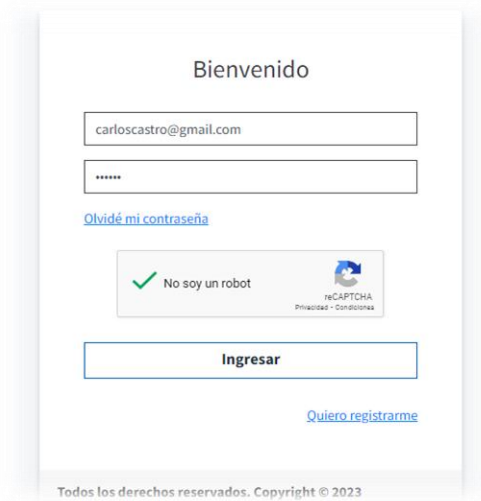 Bienvenido
carloscastro@gmail.com
••••••
Olvidé mi contraseña
No soy un robot
reCAPTCHA
Privacidad - Condiciones
Ingresar
Quiero registrarme
Todos los derechos reservados. Copyright © 2023